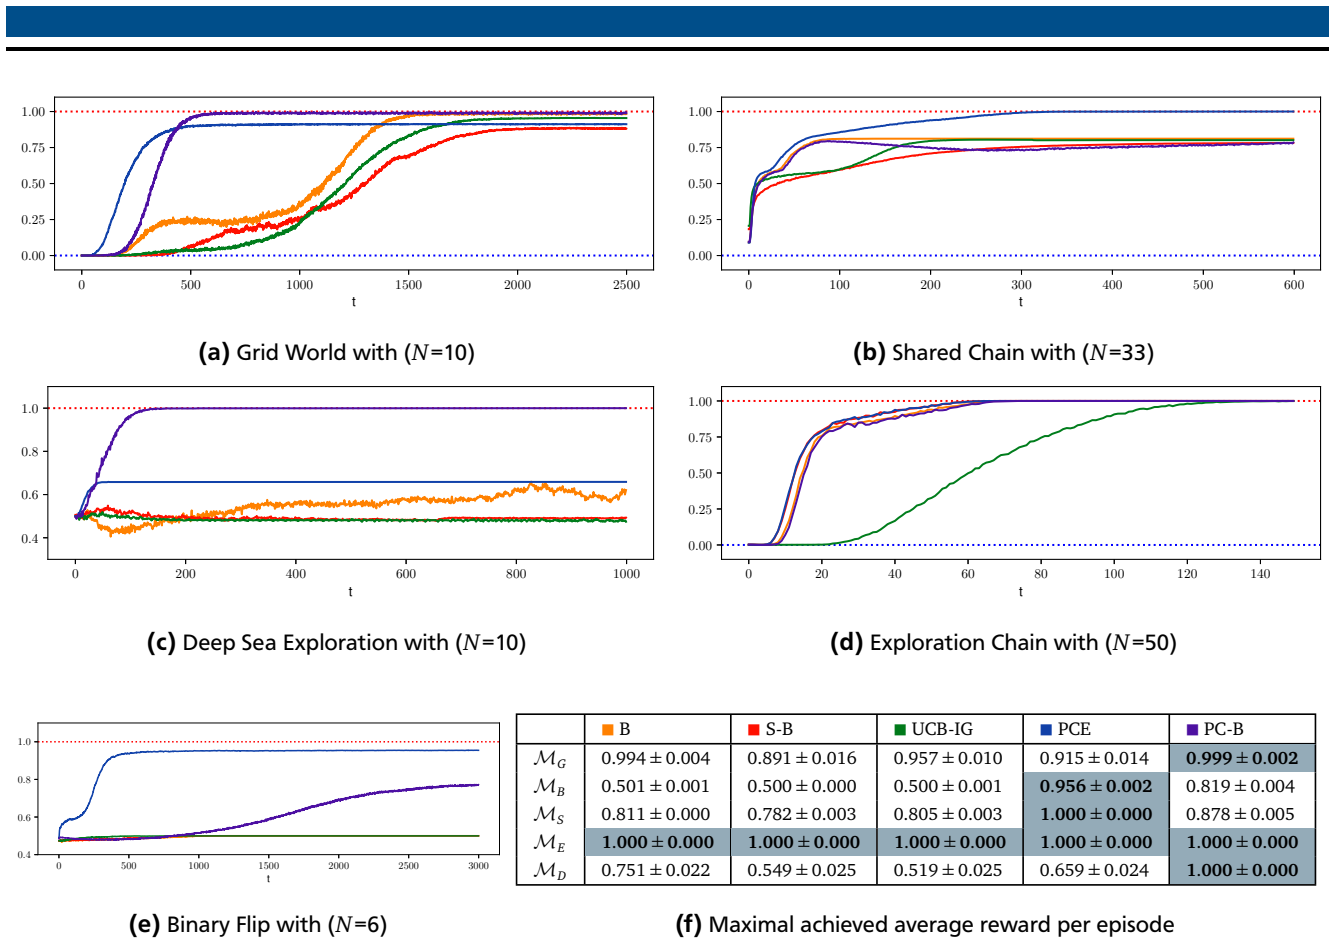 1.00
0.75
0.50
0.25
0.00
0 500 1000 1500 2000 2500
t
(a) Grid World with (N=10)
1.00
0.75
0.50
0.25
0.00
0 100 200 300 400 500 600
t
(b) Shared Chain with (N=33)
1.0
0.8
0.6
0.4
0 200 400 600 800 1000
t
(c) Deep Sea Exploration with (N=10)
1.00
0.75
0.50
0.25
0.00
0 20 40 60 80 100 120 140
t
(d) Exploration Chain with (N=50)
1.0
0.8
0.6
0.4
0 500 1000 1500 2000 2500 3000
t
(e) Binary Flip with (N=6)
B S-B UCB-IG PCE PC-B
M_G 0.994 ± 0.004 0.891 ± 0.016 0.957 ± 0.010 0.915 ± 0.014 0.999 ± 0.002
M_B 0.501 ± 0.001 0.500 ± 0.000 0.500 ± 0.001 0.956 ± 0.002 0.819 ± 0.004
M_S 0.811 ± 0.000 0.782 ± 0.003 0.805 ± 0.003 1.000 ± 0.000 0.878 ± 0.005
M_E 1.000 ± 0.000 1.000 ± 0.000 1.000 ± 0.000 1.000 ± 0.000 1.000 ± 0.000
M_D 0.751 ± 0.022 0.549 ± 0.025 0.519 ± 0.025 0.659 ± 0.024 1.000 ± 0.000
(f) Maximal achieved average reward per episode